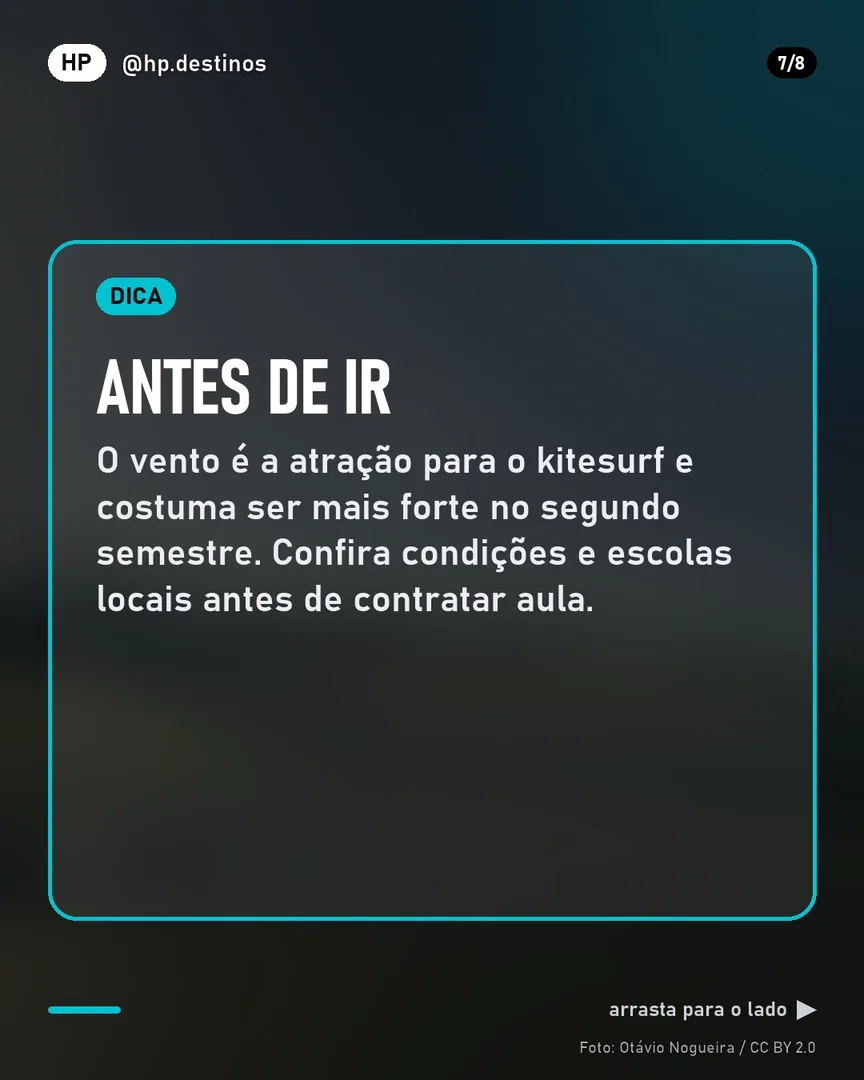 HP @hp.destinos 7/8
DICA
ANTES DE IR
O vento é a atração para o kitesurf e
costuma ser mais forte no segundo
semestre. Confira condições e escolas
locais antes de contratar aula.
arrasta para o lado ▶
Foto: Otávio Nogueira / CC BY 2.0